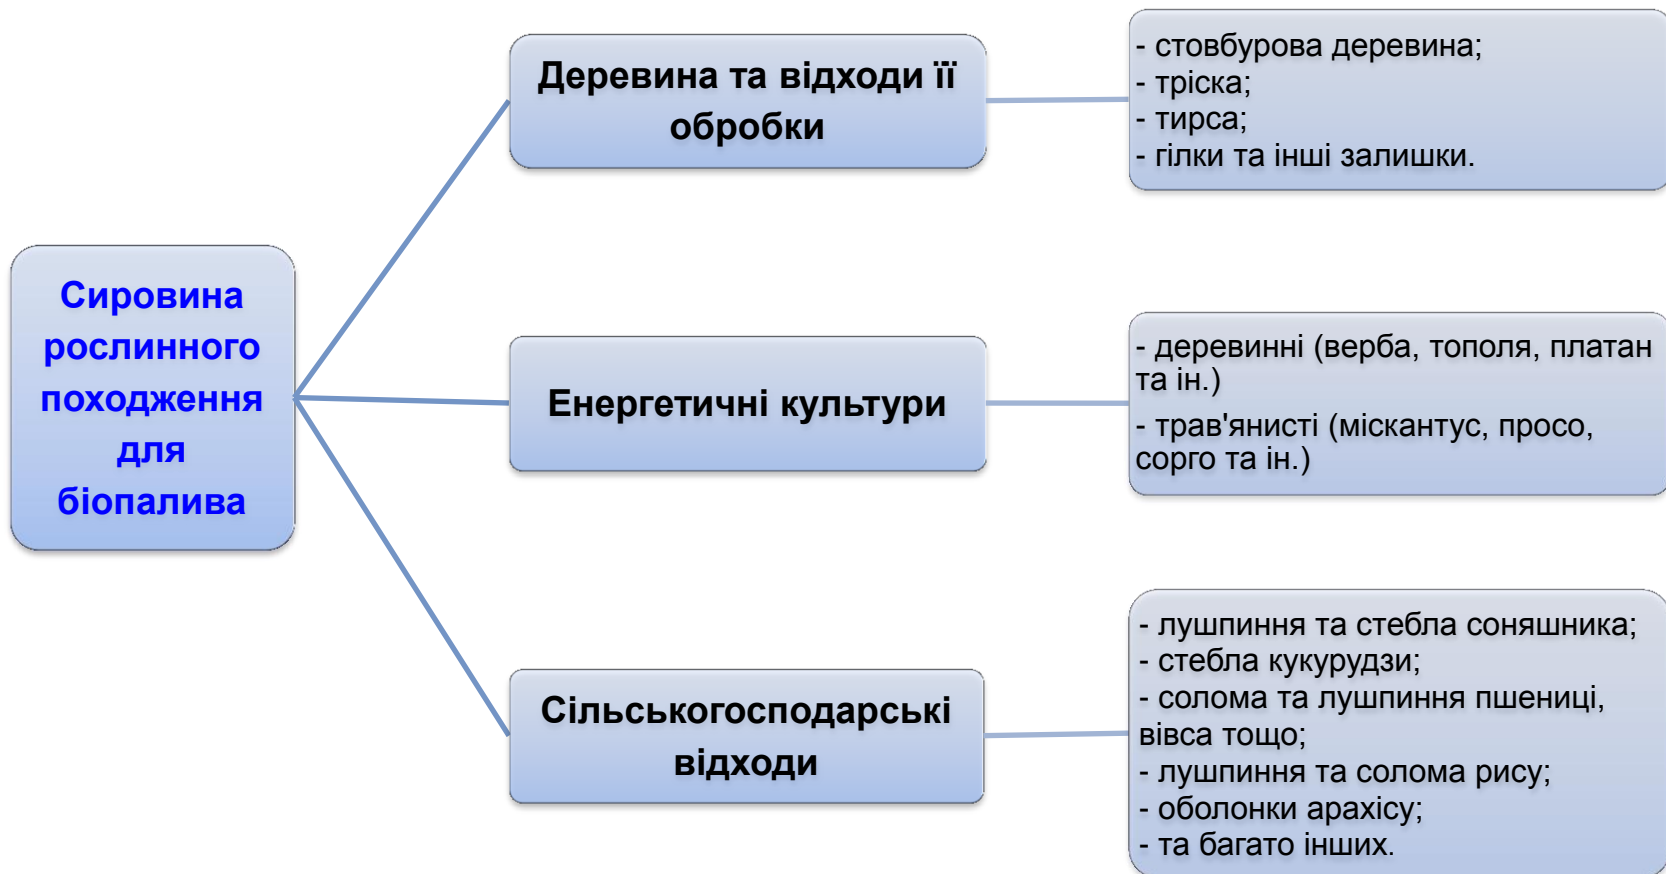 Сировина
рослинного
походження
для
біопалива
Деревина та відходи її
обробки
- стовбурова деревина;
- тріска;
- тирса;
- гілки та інші залишки.
Енергетичні культури
- деревинні (верба, тополя, платан
та ін.)
- трав'янисті (міскантус, просо,
сорго та ін.)
Сільськогосподарські
відходи
- лушпиння та стебла соняшника;
- стебла кукурудзи;
- солома та лушпиння пшениці,
вівса тощо;
- лушпиння та солома рису;
- оболонки арахісу;
- та багато інших.